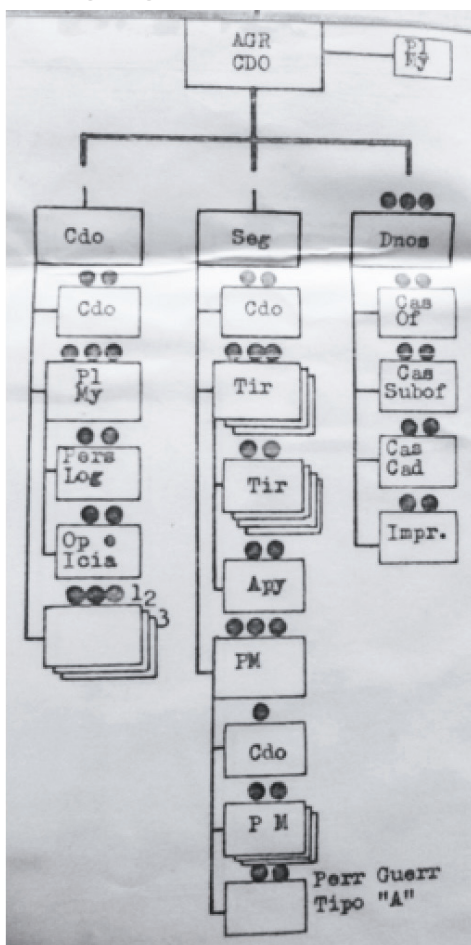 AGR
CDO
Pl
My
Cdo
Cdo
Pl
My
Pers
Log
Op e
Icia
1 2
3
Seg
Cdo
Tir
Tir
Apy
PM
Cdo
P M
Perr Guerr
Tipo "A"
Dnos
Cas
Of
Cas
Subof
Cas
Cad
Impr.